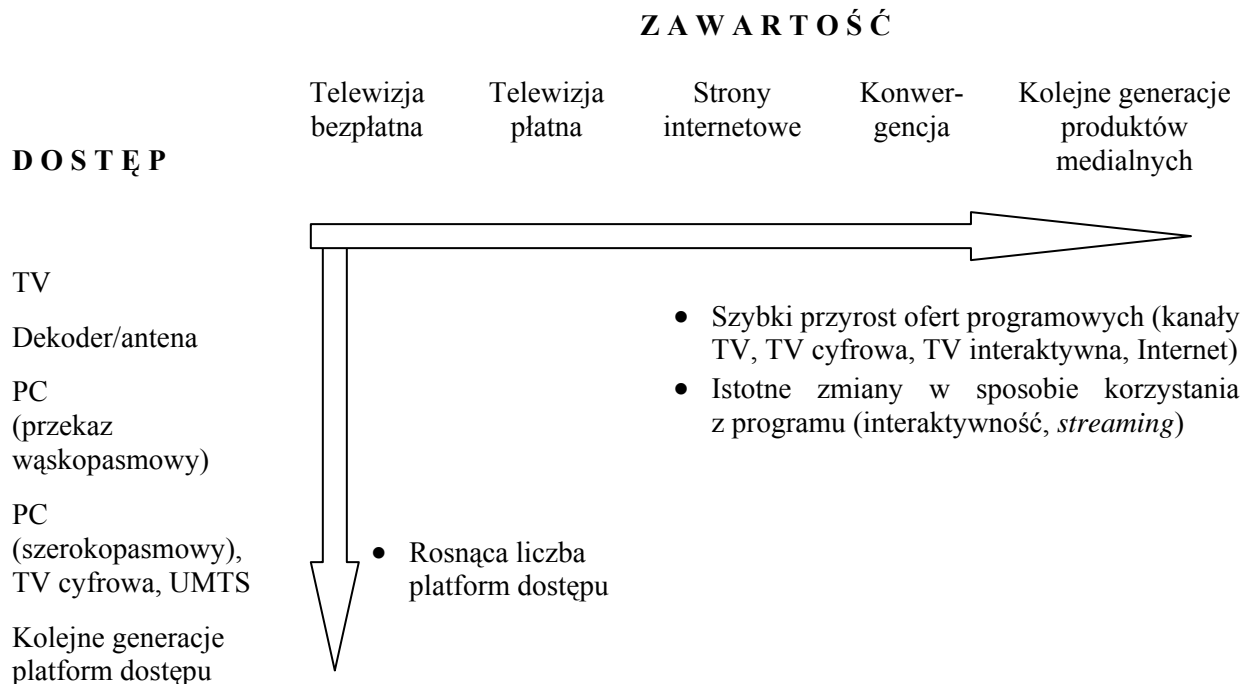 Z A W A R T O Ś Ć
Telewizja bezpłatna
Telewizja płatna
Strony internetowe
Konwer-
gencja
Kolejne generacje
produktów
medialnych
D O S T Ę P
TV
Dekoder/antena
PC
(przekaz
wąskopasmowy)
PC
(szerokopasmowy),
TV cyfrowa, UMTS
Kolejne generacje
platform dostępu
• Szybki przyrost ofert programowych (kanały
TV, TV cyfrowa, TV interaktywna, Internet)
• Istotne zmiany w sposobie korzystania
z programu (interaktywność, streaming)
• Rosnąca liczba
platform dostępu